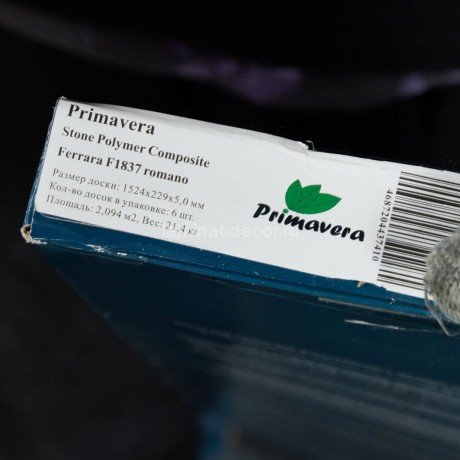 Primavera
Stone Polymer Composite
Ferrara F1837 romano
Размер доски: 1524x229x5,0 мм
Кол-во досок в упаковке: 6 шт.
Площадь: 2,094 м2, Вес: 21,4 кг
Primavera
4687204437410